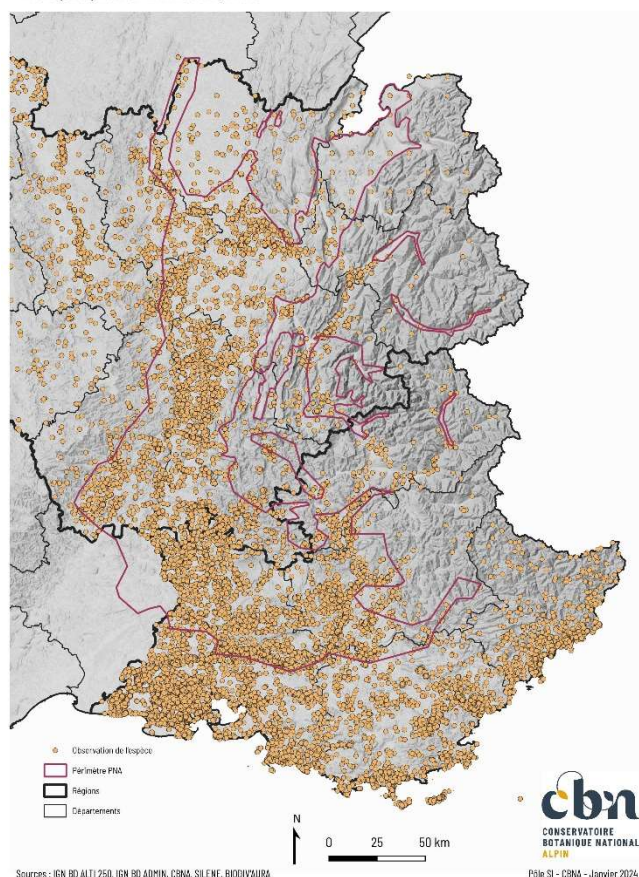 Observation de l'espèce
Périmètre PNA
Régions
Départements
N
0 25 50 km
cbn
CONSERVATOIRE
BOTANIQUE NATIONAL
ALPIN
Sources : IGN BD ALTI 250, IGN BD ADMIN, CBNA, SILENE, BIODIV'AURA
Pôle SI - CBNA - Janvier 2024